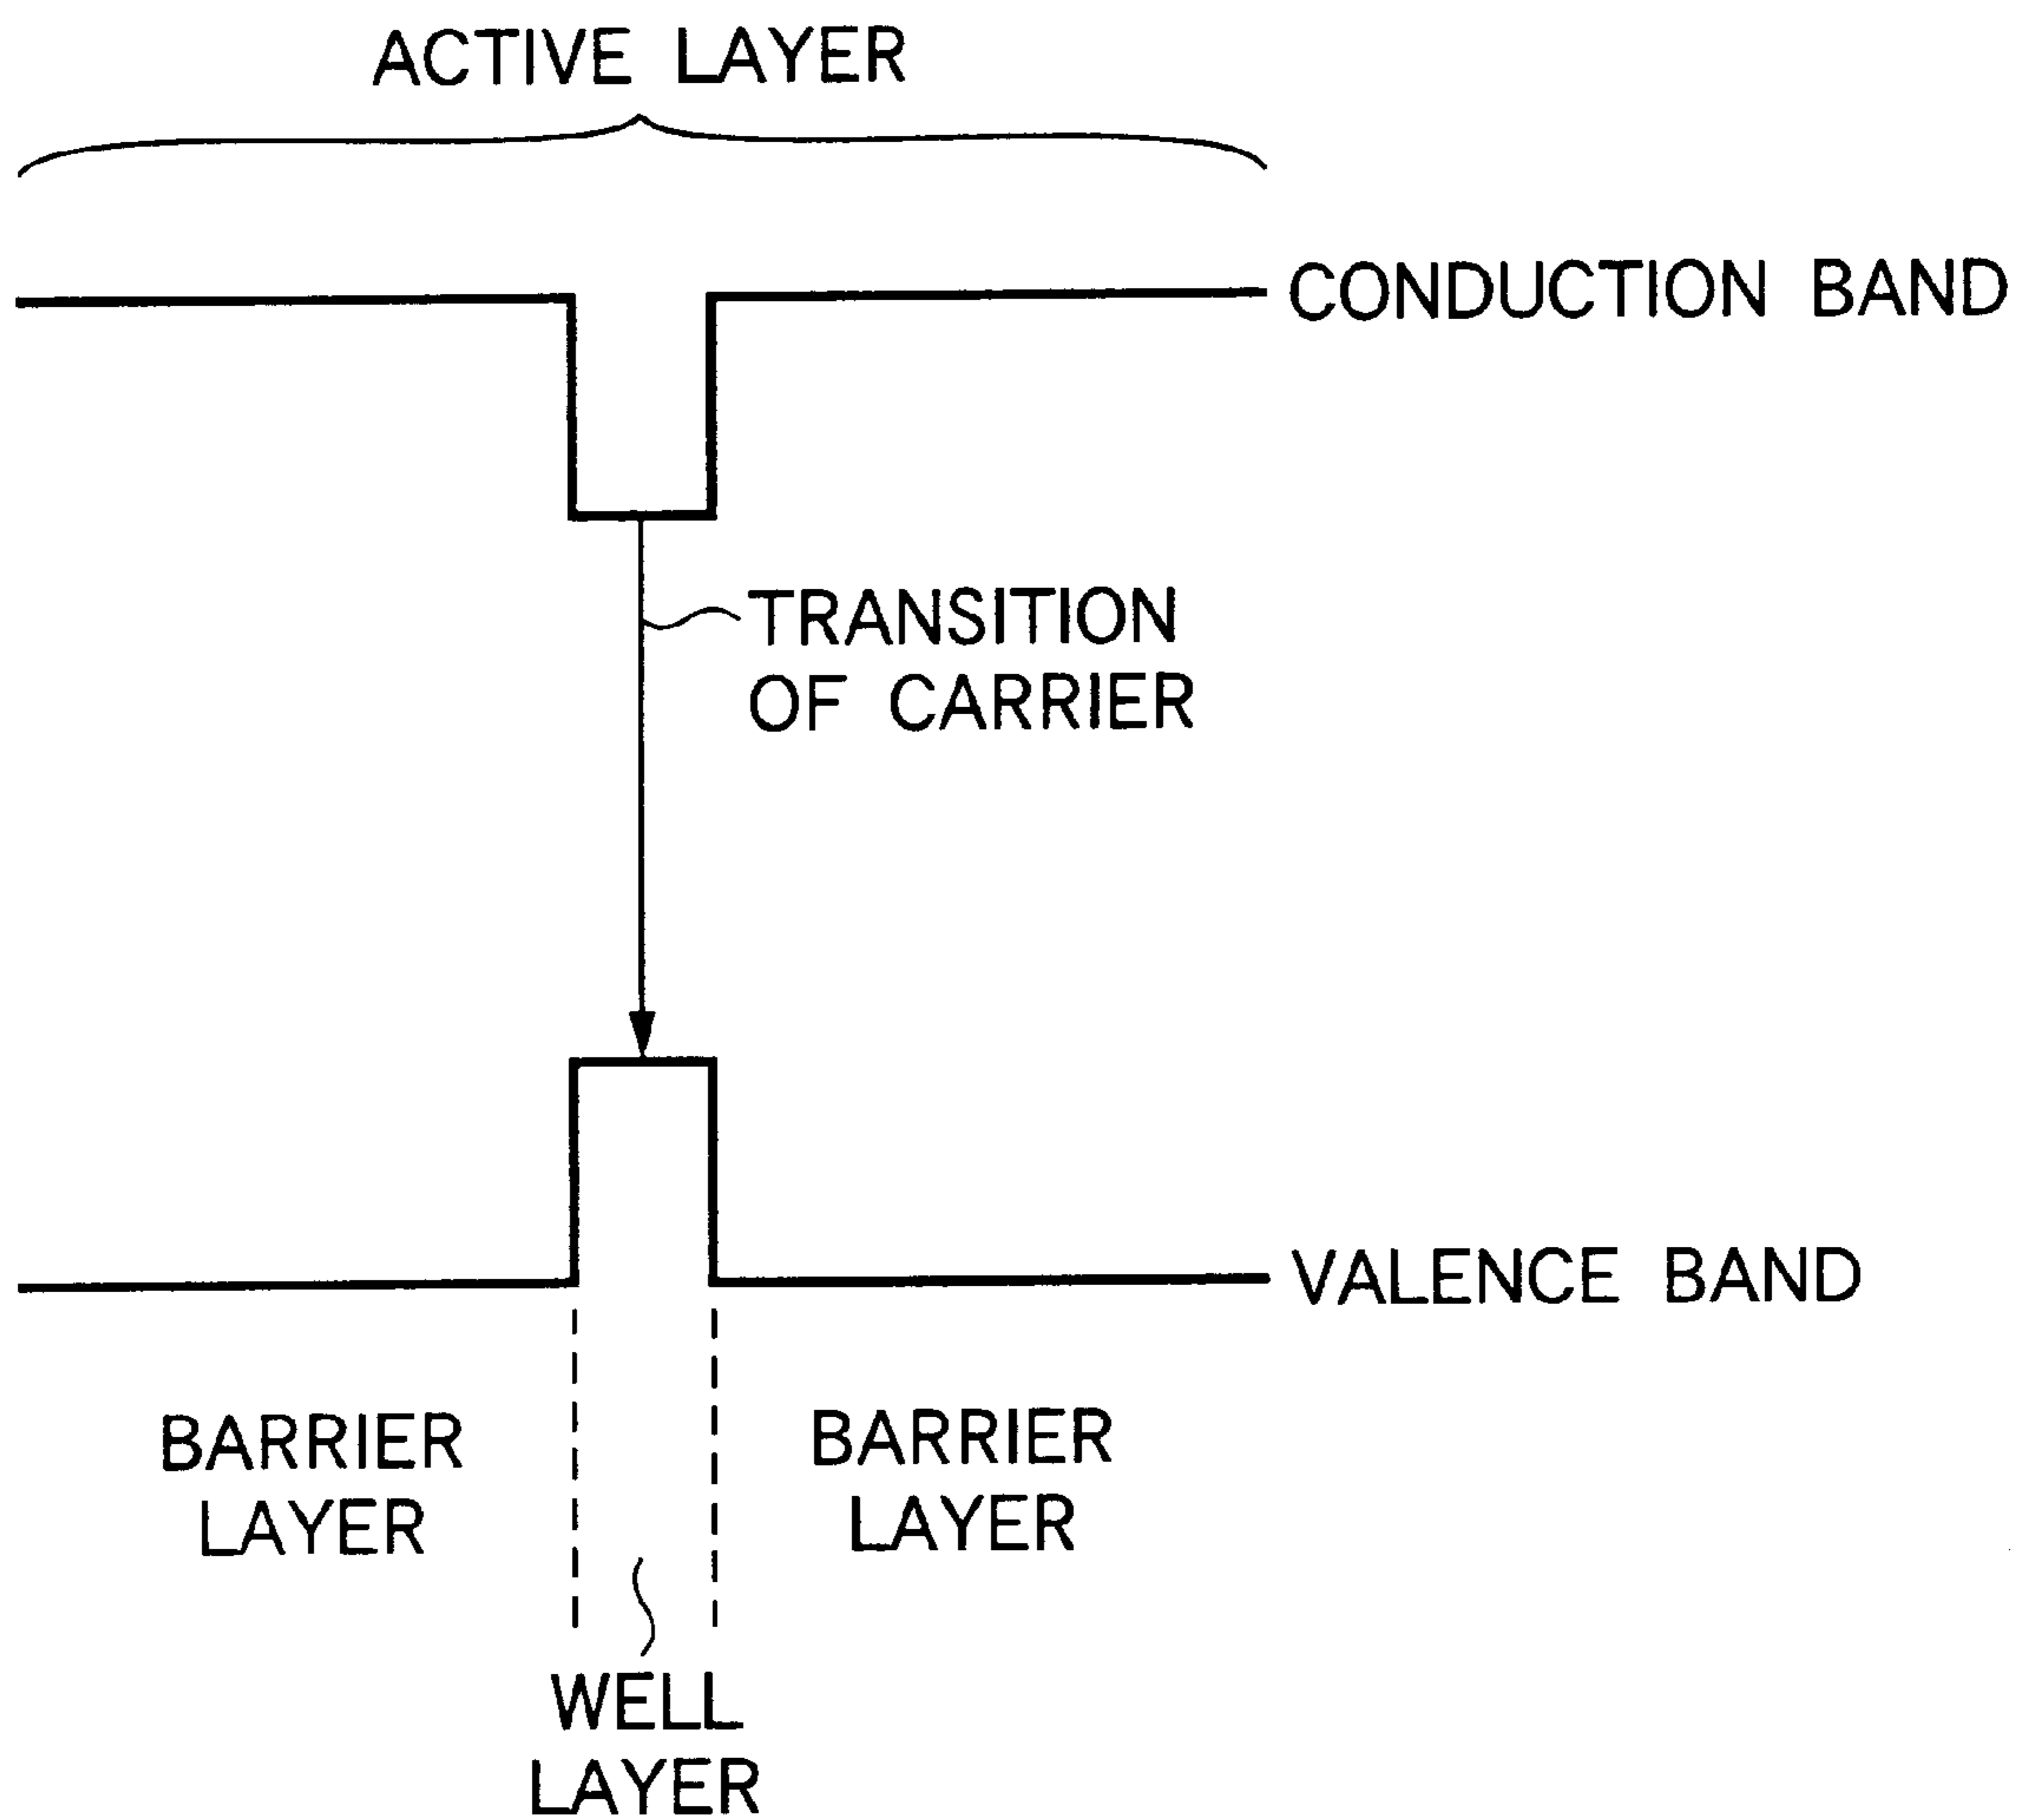 ACTIVE LAYER
CONDUCTION BAND
TRANSITION
OF CARRIER
VALENCE BAND
BARRIER
LAYER
BARRIER
LAYER
WELL
LAYER